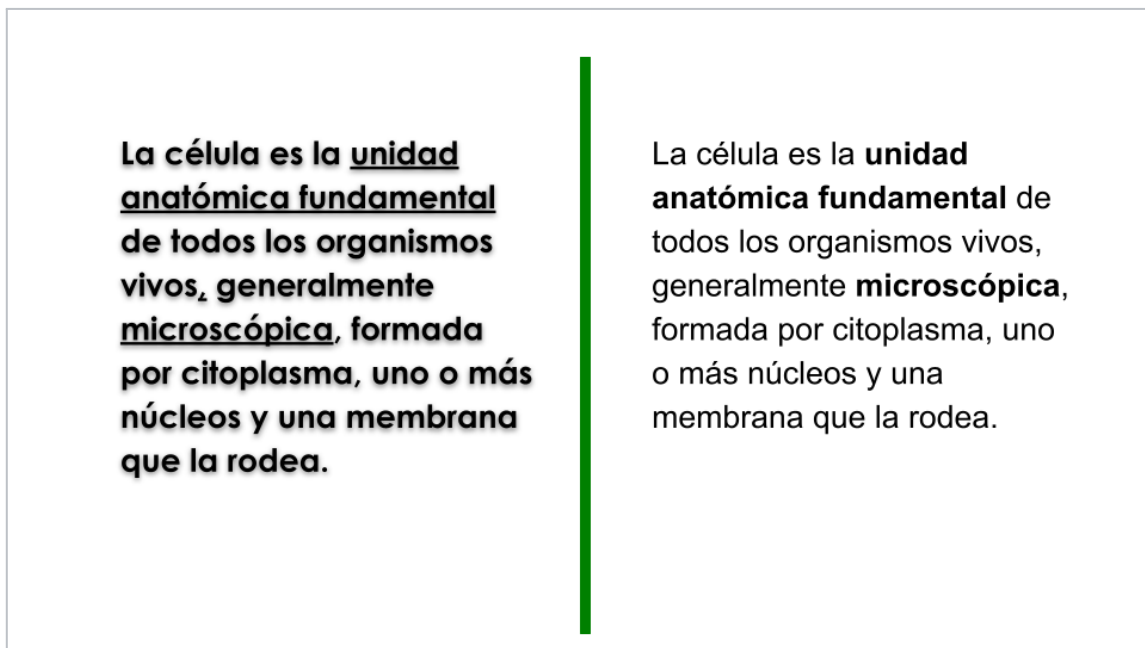 La célula es la unidad
anatómica fundamental
de todos los organismos
vivos, generalmente
microscópica, formada
por citoplasma, uno o más
núcleos y una membrana
que la rodea.
La célula es la unidad
anatómica fundamental de
todos los organismos vivos,
generalmente microscópica,
formada por citoplasma, uno
o más núcleos y una
membrana que la rodea.